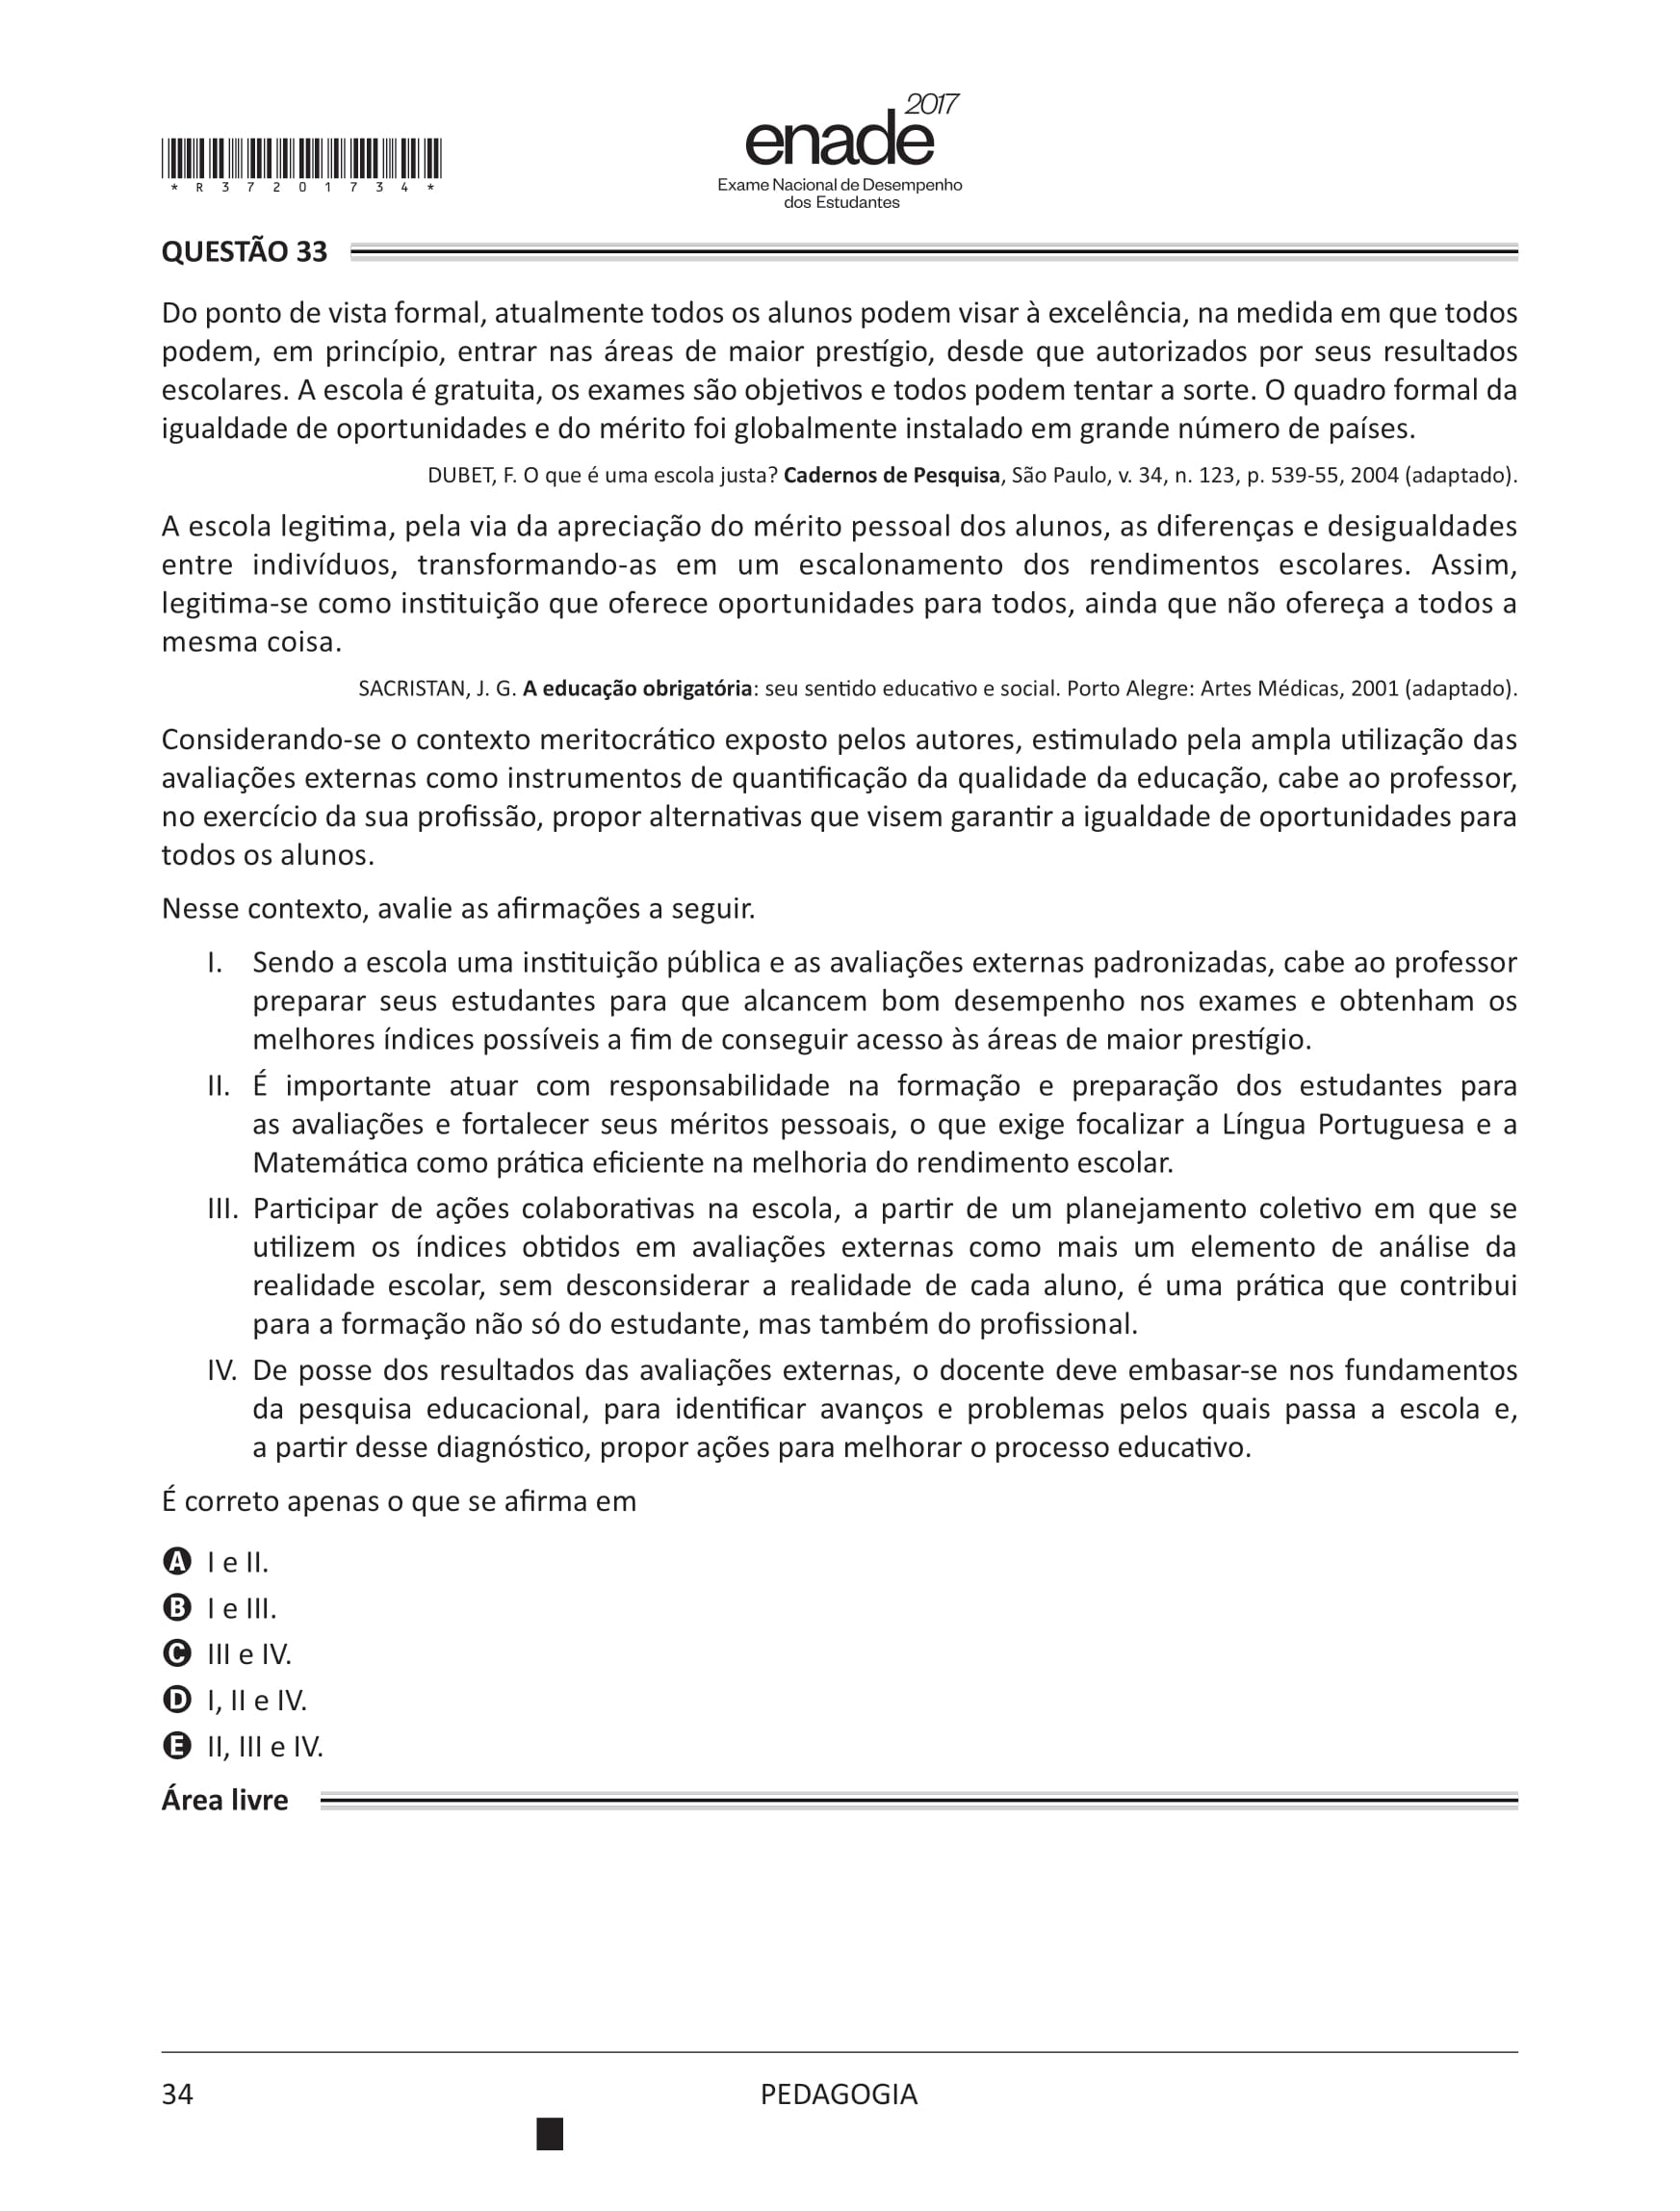 2017
enade
Exame Nacional de Desempenho
dos Estudantes
* R 3 7 2 0 1 7 3 4 *
QUESTÃO 33
Do ponto de vista formal, atualmente todos os alunos podem visar à excelência, na medida em que todos
podem, em princípio, entrar nas áreas de maior prestígio, desde que autorizados por seus resultados
escolares. A escola é gratuita, os exames são objetivos e todos podem tentar a sorte. O quadro formal da
igualdade de oportunidades e do mérito foi globalmente instalado em grande número de países.
DUBET, F. O que é uma escola justa? Cadernos de Pesquisa, São Paulo, v. 34, n. 123, p. 539-55, 2004 (adaptado).
A escola legitima, pela via da apreciação do mérito pessoal dos alunos, as diferenças e desigualdades
entre indivíduos, transformando-as em um escalonamento dos rendimentos escolares. Assim,
legitima-se como instituição que oferece oportunidades para todos, ainda que não ofereça a todos a
mesma coisa.
SACRISTAN, J. G. A educação obrigatória: seu sentido educativo e social. Porto Alegre: Artes Médicas, 2001 (adaptado).
Considerando-se o contexto meritocrático exposto pelos autores, estimulado pela ampla utilização das
avaliações externas como instrumentos de quantificação da qualidade da educação, cabe ao professor,
no exercício da sua profissão, propor alternativas que visem garantir a igualdade de oportunidades para
todos os alunos.
Nesse contexto, avalie as afirmações a seguir.
I. Sendo a escola uma instituição pública e as avaliações externas padronizadas, cabe ao professor
preparar seus estudantes para que alcancem bom desempenho nos exames e obtenham os
melhores índices possíveis a fim de conseguir acesso às áreas de maior prestígio.
II. É importante atuar com responsabilidade na formação e preparação dos estudantes para
as avaliações e fortalecer seus méritos pessoais, o que exige focalizar a Língua Portuguesa e a
Matemática como prática eficiente na melhoria do rendimento escolar.
III. Participar de ações colaborativas na escola, a partir de um planejamento coletivo em que se
utilizem os índices obtidos em avaliações externas como mais um elemento de análise da
realidade escolar, sem desconsiderar a realidade de cada aluno, é uma prática que contribui
para a formação não só do estudante, mas também do profissional.
IV. De posse dos resultados das avaliações externas, o docente deve embasar-se nos fundamentos
da pesquisa educacional, para identificar avanços e problemas pelos quais passa a escola e,
a partir desse diagnóstico, propor ações para melhorar o processo educativo.
É correto apenas o que se afirma em
A I e II.
B I e III.
C III e IV.
D I, II e IV.
E II, III e IV.
Área livre
34
PEDAGOGIA